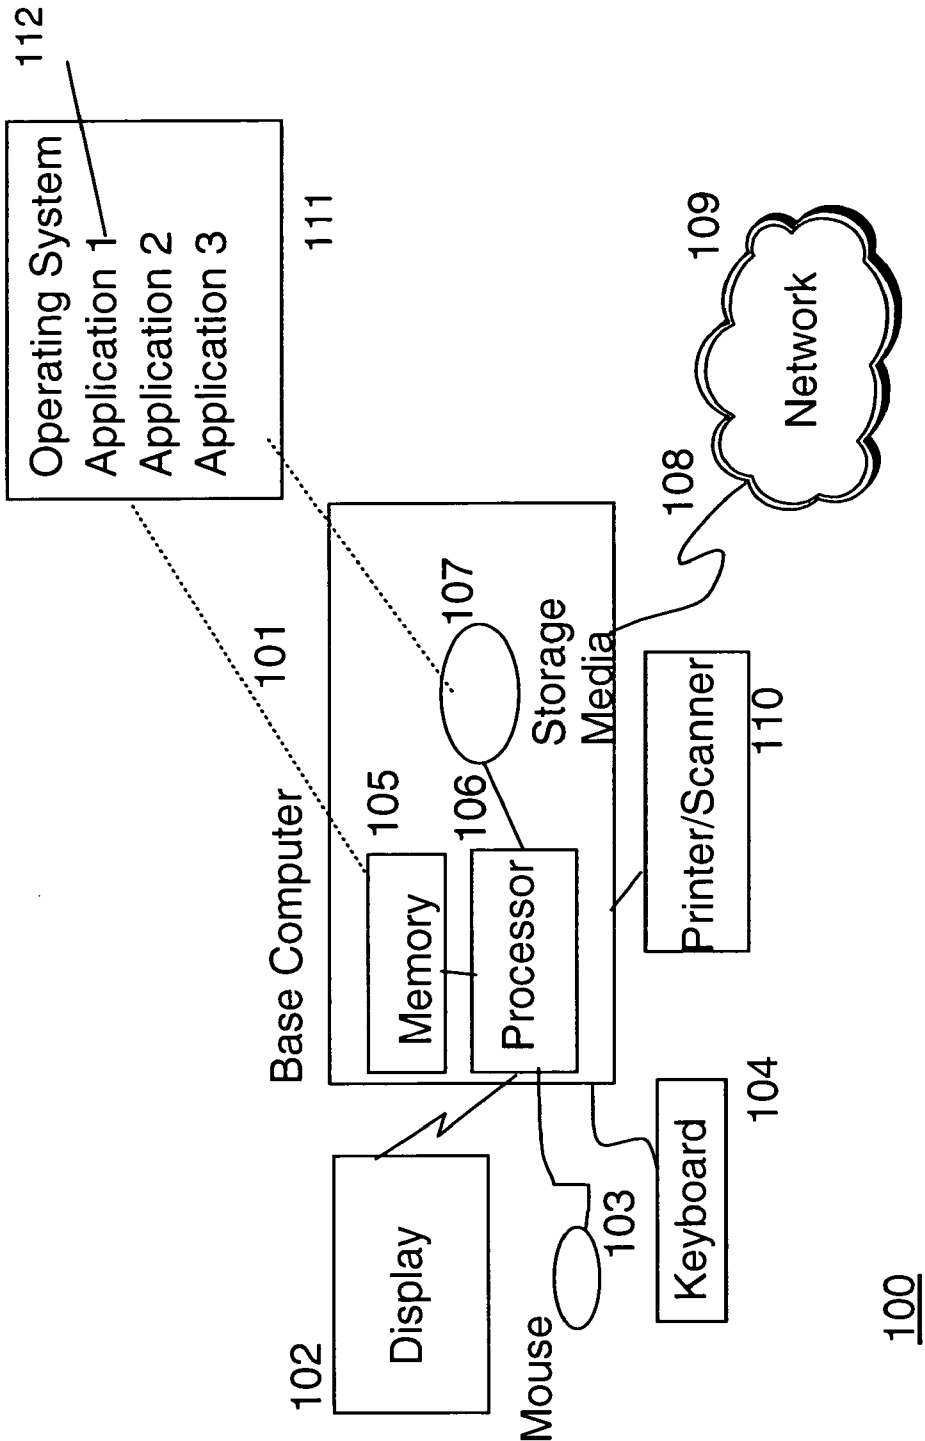 112
Operating System
Application 1
Application 2
Application 3
111
Base Computer
101
102
Display
Memory
105
Processor
106
107
Storage
Media
108
109
Network
Mouse
103
Keyboard
104
Printer/Scanner
110
100